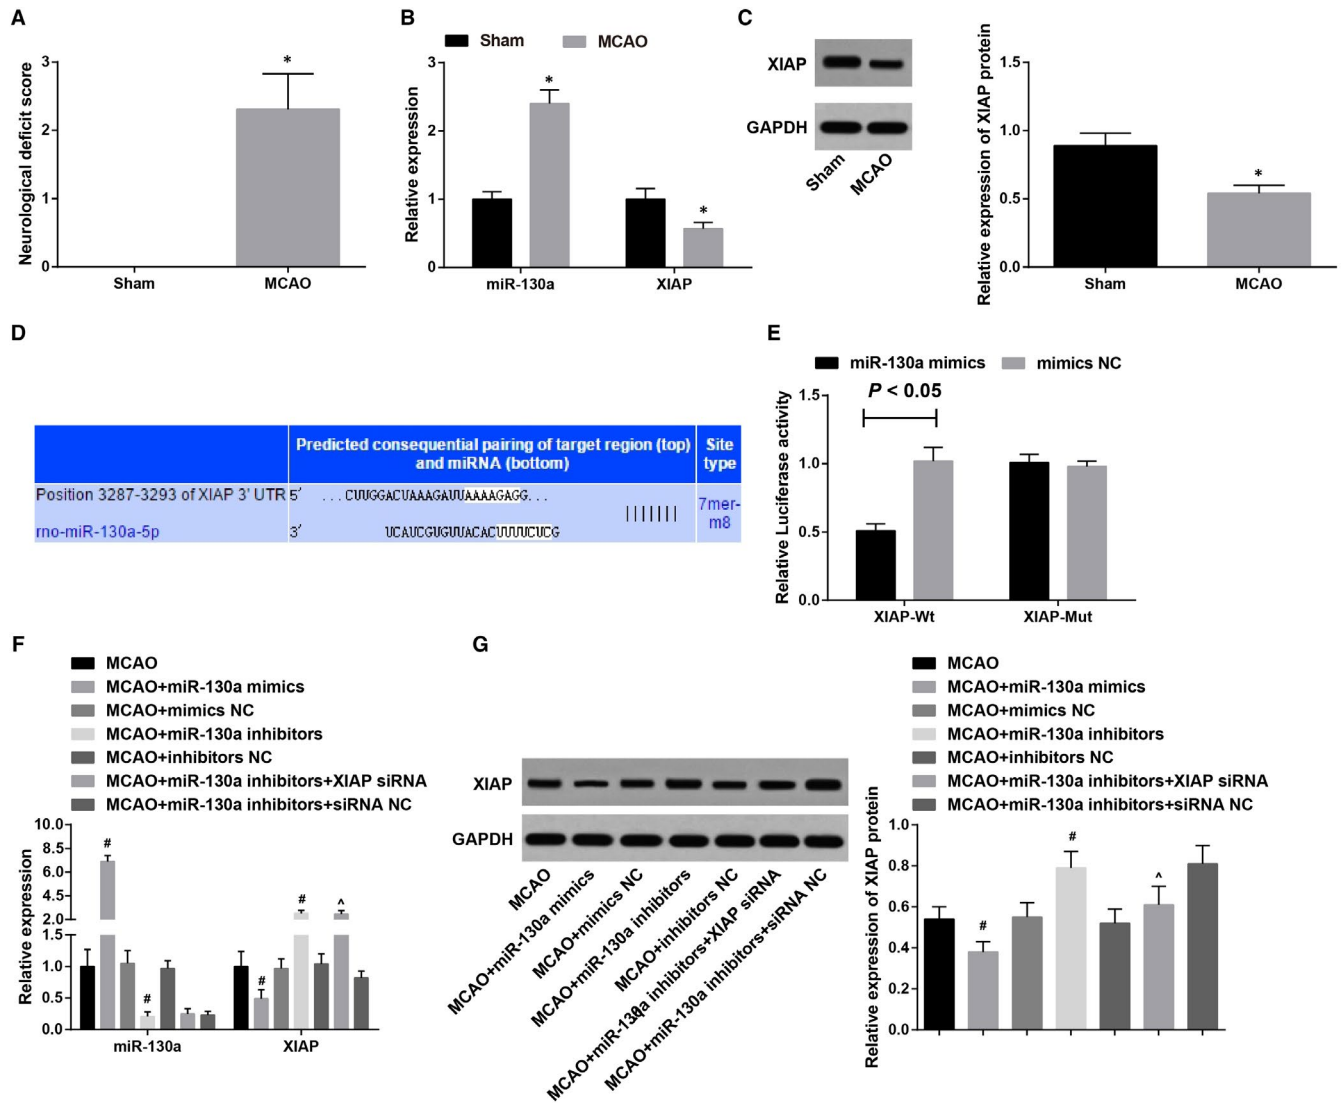 A
Neurological deficit score
3
2
1
0
Sham
MCAO
*
B
Sham
MCAO
Relative expression
3
2
1
0
*
*
miR-130a
XIAP
C
XIAP
GAPDH
Sham
MCAO
Relative expression of XIAP protein
1.5
1.0
0.5
0.0
*
Sham
MCAO
D
Predicted consequential pairing of target region (top)
and miRNA (bottom)
Site
type
Position 3287-3293 of XIAP 3' UTR
5' ...CUUGGACUAAAGAUUAAAAGAGG...
rno-miR-130a-5p
3' UCAUCGUGUUACACUUUUCUCG
7mer-
m8
E
miR-130a mimics
mimics NC
P < 0.05
Relative Luciferase activity
1.5
1.0
0.5
0.0
XIAP-Wt
XIAP-Mut
F
MCAO
MCAO+miR-130a mimics
MCAO+mimics NC
MCAO+miR-130a inhibitors
MCAO+inhibitors NC
MCAO+miR-130a inhibitors+XIAP siRNA
MCAO+miR-130a inhibitors+siRNA NC
Relative expression
10.0
8.5
6.0
4.5
2.0
1.5
1.0
0.5
0.0
#
#
#
#
^
miR-130a
XIAP
G
XIAP
GAPDH
MCAO
MCAO+miR-130a mimics
MCAO+mimics NC
MCAO+miR-130a inhibitors
MCAO+inhibitors NC
MCAO+miR-130a inhibitors+XIAP siRNA
MCAO+miR-130a inhibitors+siRNA NC
MCAO
MCAO+miR-130a mimics
MCAO+mimics NC
MCAO+miR-130a inhibitors
MCAO+inhibitors NC
MCAO+miR-130a inhibitors+XIAP siRNA
MCAO+miR-130a inhibitors+siRNA NC
Relative expression of XIAP protein
1.0
0.8
0.6
0.4
0.2
0.0
#
#
^